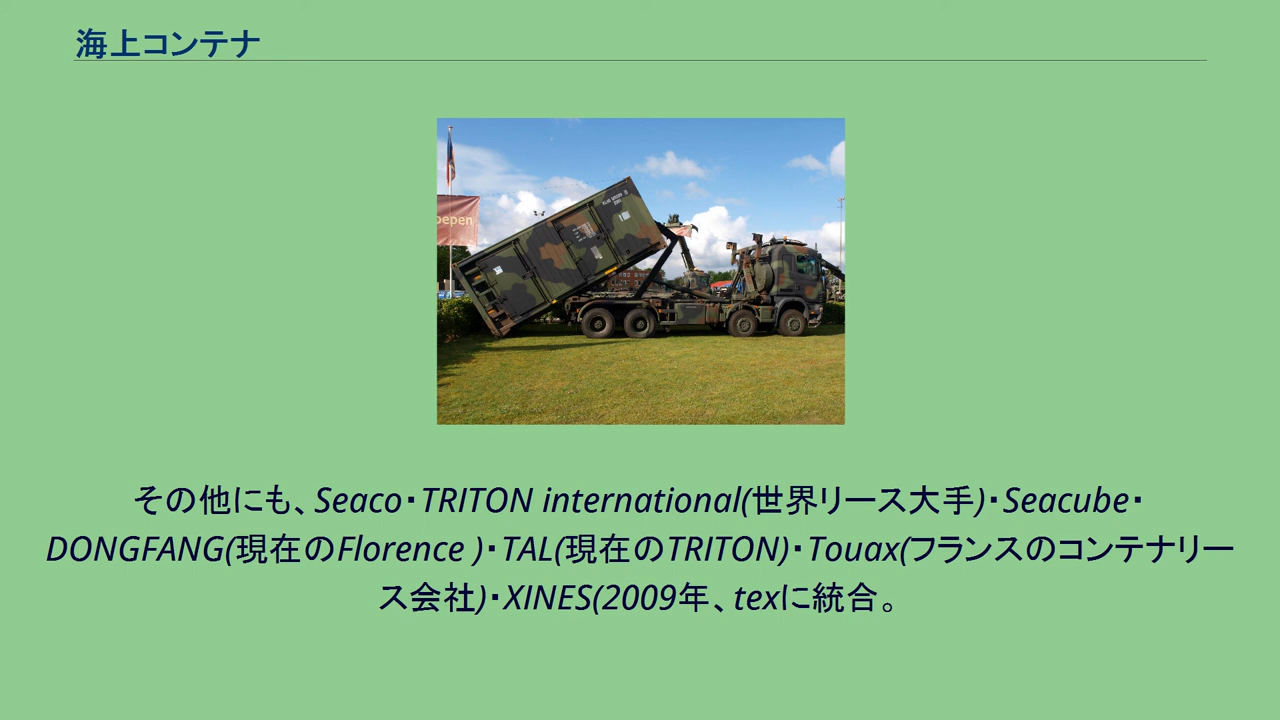 海上コンテナ
oepen
その他にも、Seaco・TRITON international(世界リース大手)・Seacube・
DONGFANG(現在のFlorence )・TAL(現在のTRITON)・Touax(フランスのコンテナリー
ス会社)・XINES(2009年、texに統合。